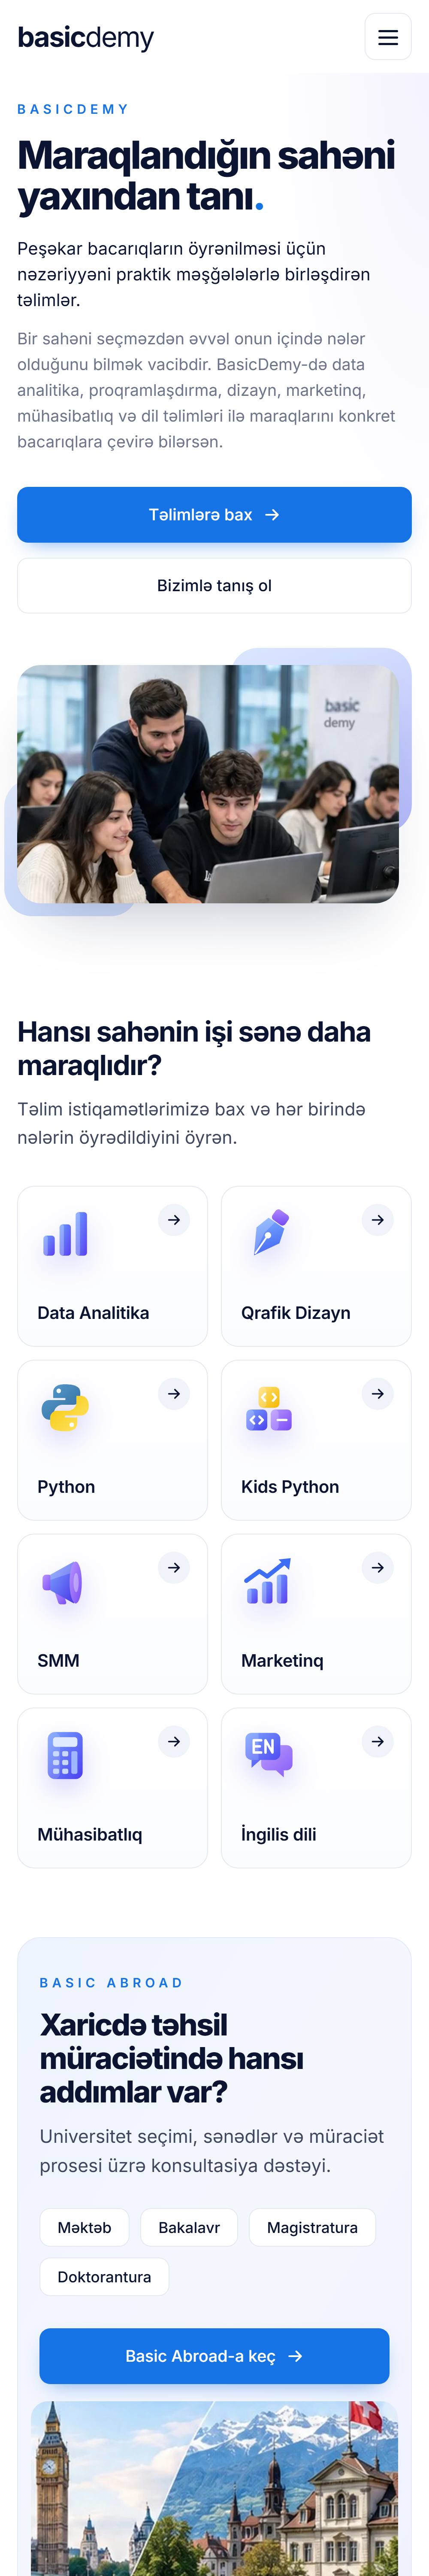 basicdemy
BASICDEMY
Maraqlandığın sahəni
yaxından tanı.
Peşəkar bacarıqların öyrənilməsi üçün
nəzəriyyəni praktik məşğələlərlə birləşdirən
təlimlər.
Bir sahəni seçməzdən əvvəl onun içində nələr
olduğunu bilmək vacibdir. BasicDemy-də data
analitika, proqramlaşdırma, dizayn, marketinq,
mühasibatlıq və dil təlimləri ilə maraqlarını konkret
bacarıqlara çevirə bilərsən.
Təlimlərə bax →
Bizimlə tanış ol
basic
demy
Hansı sahənin işi sənə daha
maraqlıdır?
Təlim istiqamətlərimizə bax və hər birində
nələrin öyrədildiyini öyrən.
Data Analitika
Qrafik Dizayn
Python
Kids Python
SMM
Marketinq
Mühasibatlıq
EN
İngilis dili
BASIC ABROAD
Xaricdə təhsil
müraciətində hansı
addımlar var?
Universitet seçimi, sənədlər və müraciət
prosesi üzrə konsultasiya dəstəyi.
Məktəb
Bakalavr
Magistratura
Doktorantura
Basic Abroad-a keç →